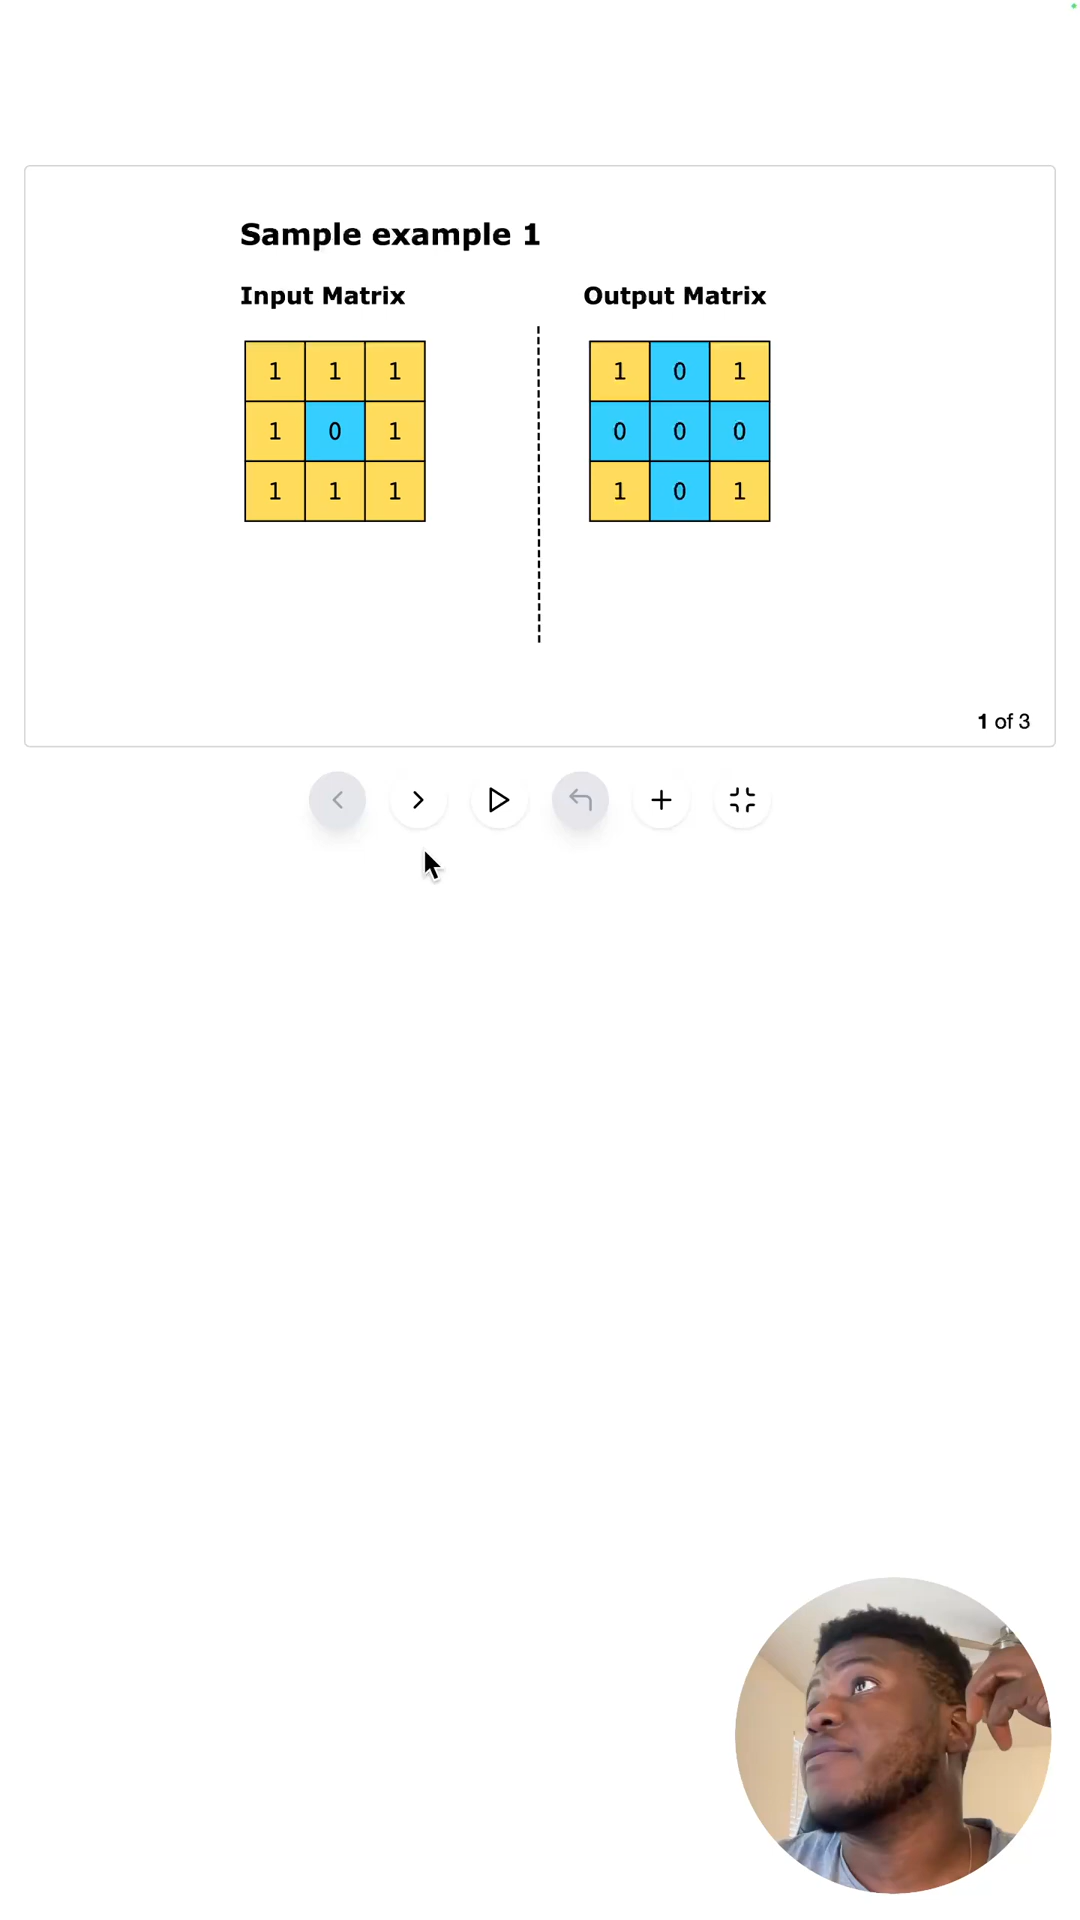 Sample example 1
Input Matrix
Output Matrix
1 1 1
1 0 1
1 1 1
1 0 1
0 0 0
1 0 1
1 of 3